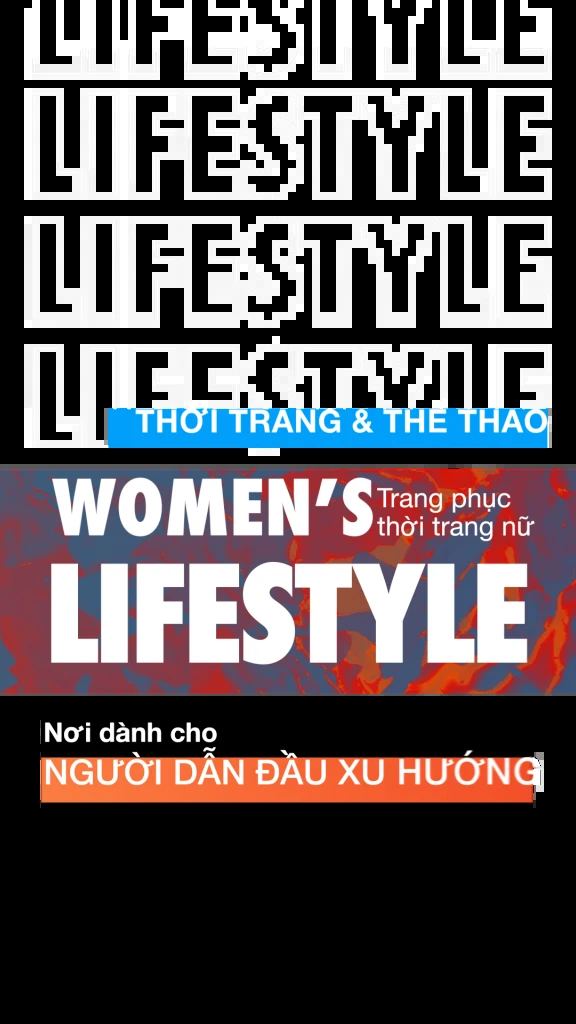 LIFESTYLE
LIFESTYLE
LIFESTYLE
LIFESTYLE
THỜI TRANG & THỂ THAO
WOMEN'S Trang phục
thời trang nữ
LIFESTYLE
Nơi dành cho
NGƯỜI DẪN ĐẦU XU HƯỚNG